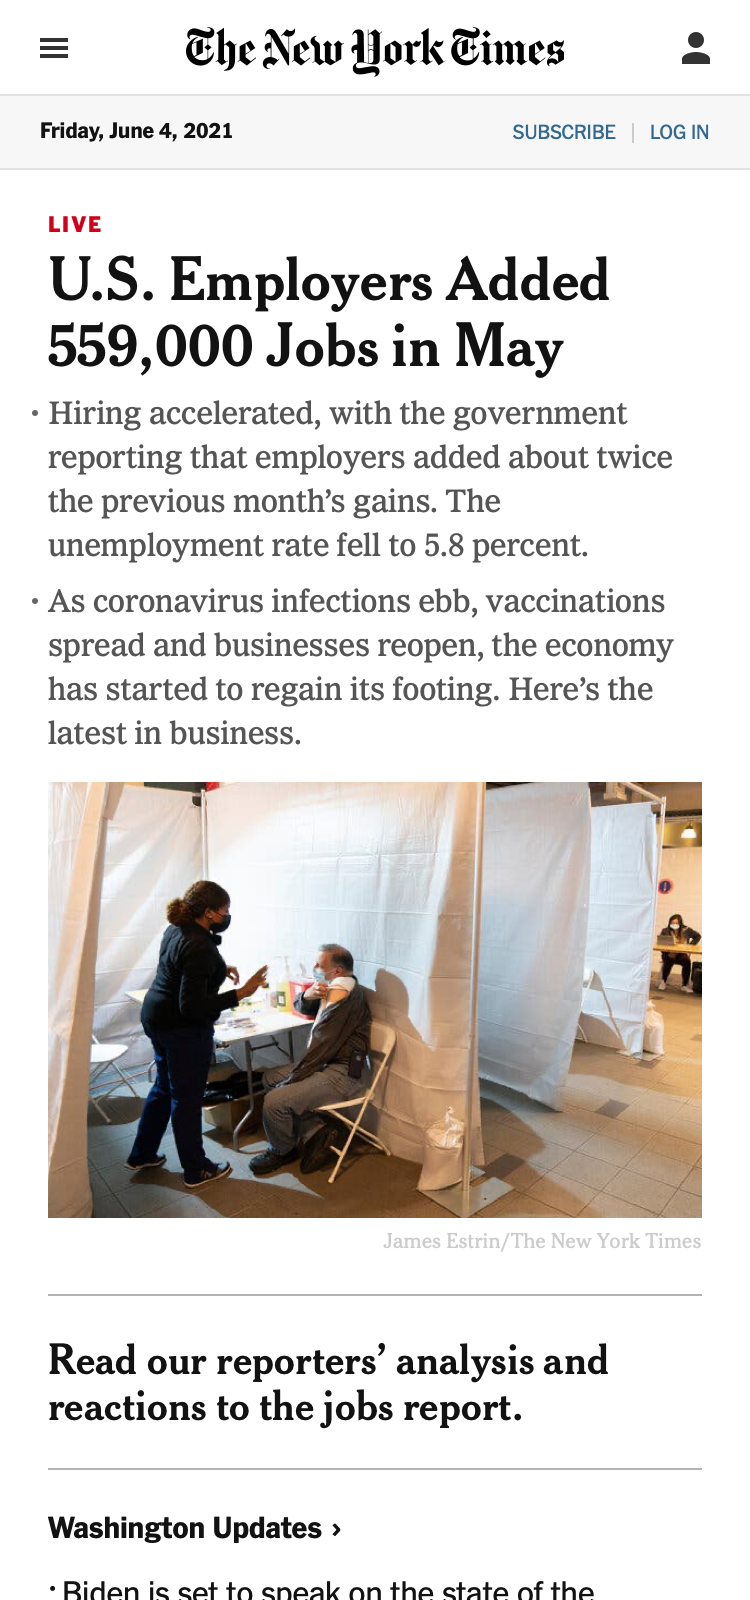 The New York Times
Friday, June 4, 2021
SUBSCRIBE | LOG IN
LIVE
U.S. Employers Added
559,000 Jobs in May
• Hiring accelerated, with the government
reporting that employers added about twice
the previous month’s gains. The
unemployment rate fell to 5.8 percent.
• As coronavirus infections ebb, vaccinations
spread and businesses reopen, the economy
has started to regain its footing. Here’s the
latest in business.
James Estrin/The New York Times
Read our reporters’ analysis and
reactions to the jobs report.
Washington Updates ›
• Biden is set to speak on the state of the